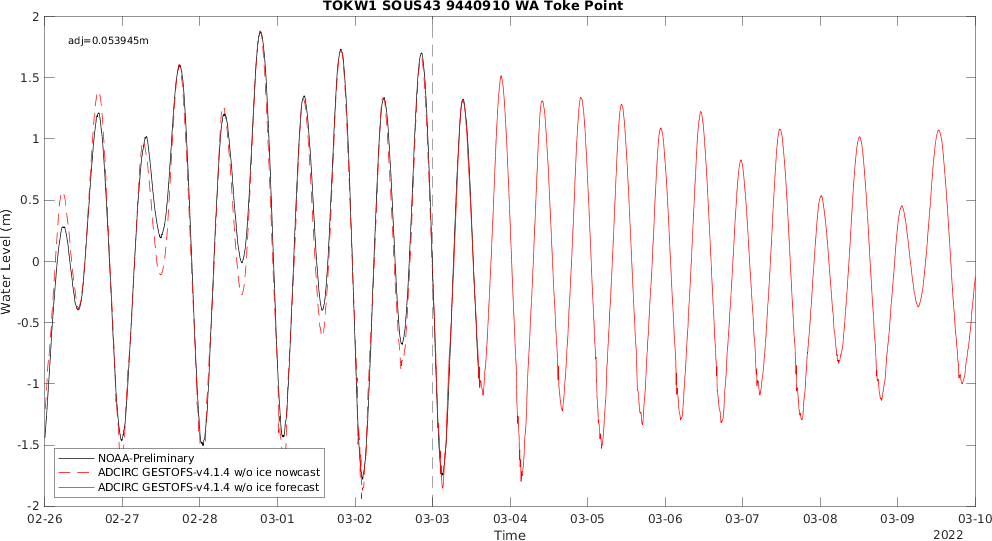 TOKW1 SOUS43 9440910 WA Toke Point
2
1.5
1
0.5
0
-0.5
-1
-1.5
-2
Water Level (m)
adj=0.053945m
NOAA-Preliminary
ADCIRC GESTOFS-v4.1.4 w/o ice nowcast
ADCIRC GESTOFS-v4.1.4 w/o ice forecast
02-26 02-27 02-28 03-01 03-02 03-03 03-04 03-05 03-06 03-07 03-08 03-09 03-10
Time
2022